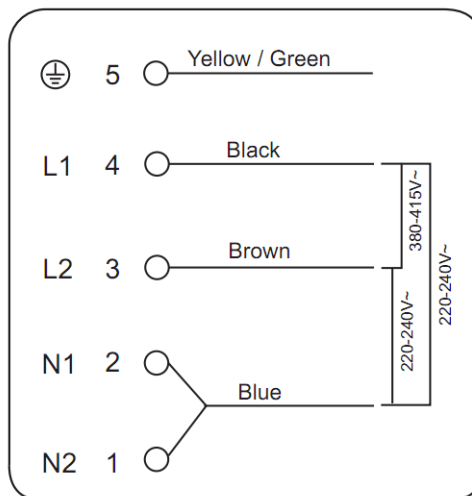 5 Yellow / Green
L1 4 Black
380-415V~
220-240V~
L2 3 Brown
220-240V~
N1 2
Blue
N2 1